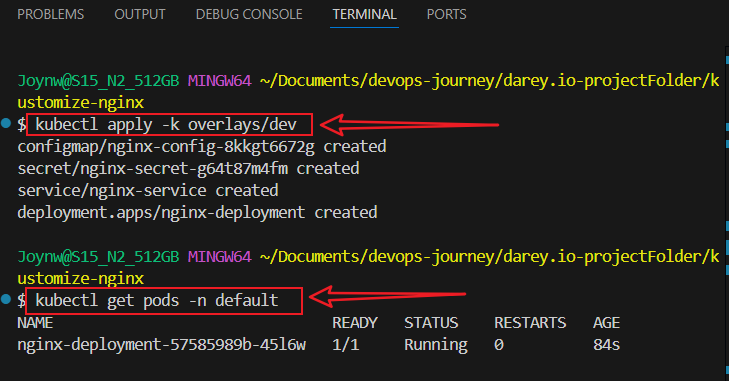 PROBLEMS OUTPUT DEBUG CONSOLE TERMINAL PORTS
Joynw@S15_N2_512GB MINGW64 ~/Documents/devops-journey/darey.io-projectFolder/k
ustomize-nginx
$ kubectl apply -k overlays/dev
configmap/nginx-config-8kkgt6672g created
secret/nginx-secret-g64t87m4fm created
service/nginx-service created
deployment.apps/nginx-deployment created
Joynw@S15_N2_512GB MINGW64 ~/Documents/devops-journey/darey.io-projectFolder/k
ustomize-nginx
$ kubectl get pods -n default
NAME READY STATUS RESTARTS AGE
nginx-deployment-57585989b-45l6w 1/1 Running 0 84s